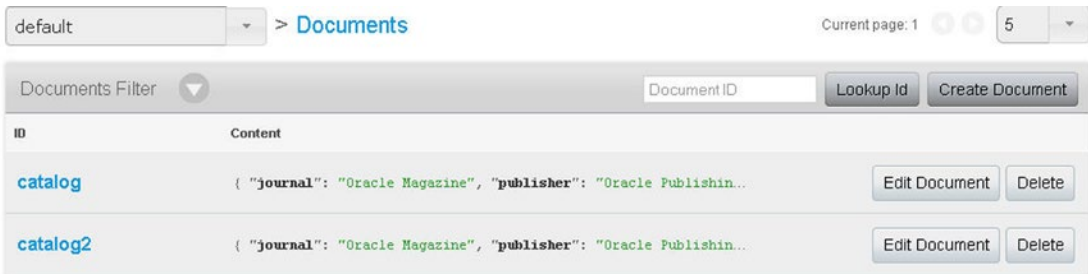 default > Documents Current page: 1 5
Documents Filter Document ID Lookup Id Create Document
ID Content
catalog { "journal": "Oracle Magazine", "publisher": "Oracle Publishin... Edit Document Delete
catalog2 { "journal": "Oracle Magazine", "publisher": "Oracle Publishin... Edit Document Delete